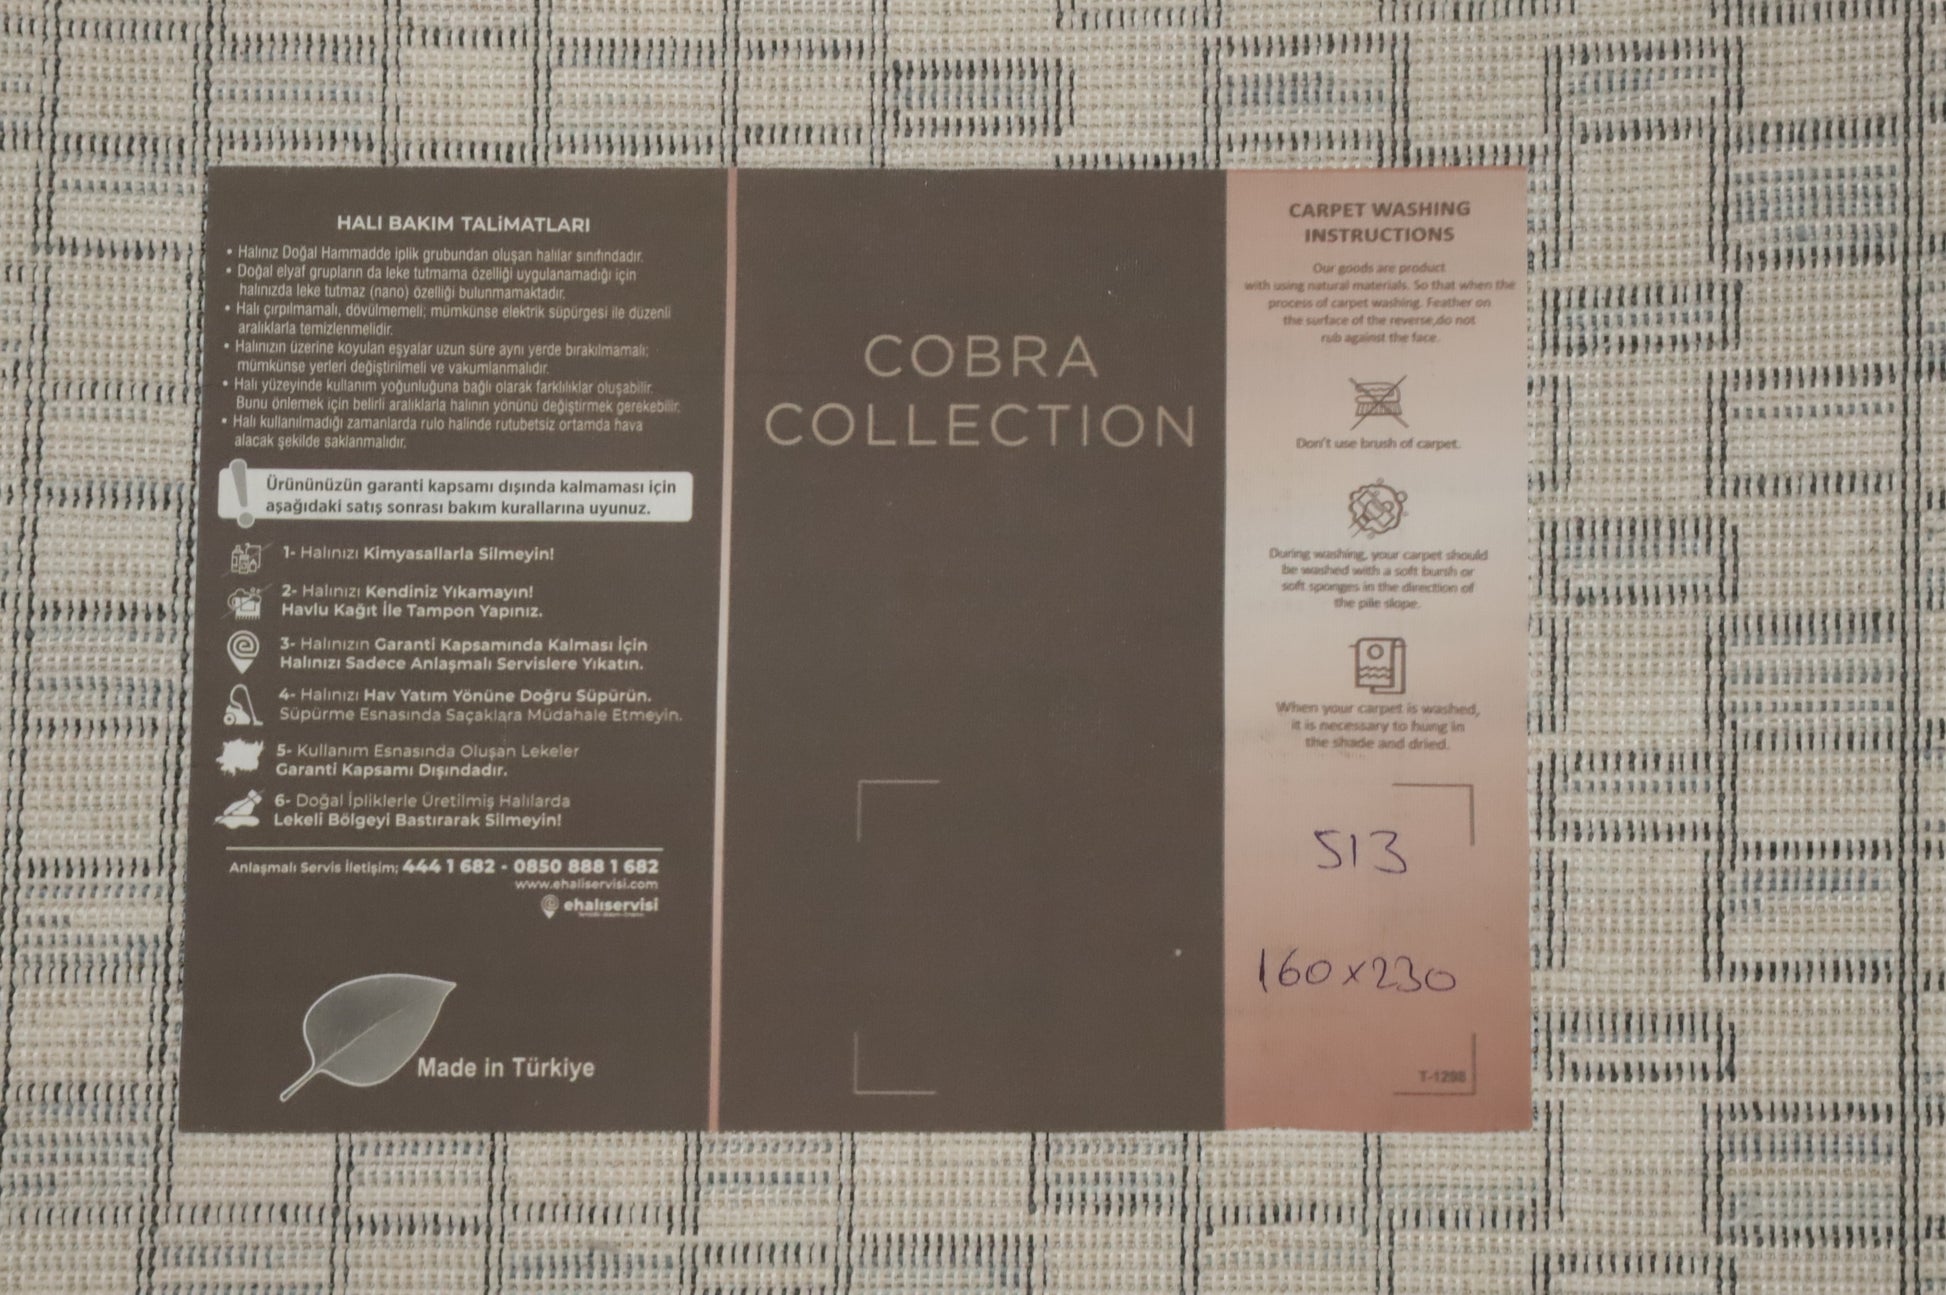 HALI BAKIM TALİMATLARI
• Halınız Doğal Hammadde iplik grubundan oluşan halılar sınıfındadır.
• Doğal elyaf grupların da leke tutmama özelliği uygulanamadığı için
halınızda leke tutmaz (nano) özelliği bulunmamaktadır.
• Halı çırpılmamalı, dövülmemeli; mümkünse elektrik süpürgesi ile düzenli
aralıklarla temizlenmelidir.
• Halınızın üzerine koyulan eşyalar uzun süre aynı yerde bırakılmamalı;
mümkünse yerleri değiştirilmeli ve vakumlanmalıdır.
• Halı yüzeyinde kullanım yoğunluğuna bağlı olarak farklılıklar oluşabilir.
Bunu önlemek için belirli aralıklarla halının yönünü değiştirmek gerekebilir.
• Halı kullanılmadığı zamanlarda rulo halinde rutubetsiz ortamda hava
alacak şekilde saklanmalıdır.
Ürününüzün garanti kapsamı dışında kalmaması için
aşağıdaki satış sonrası bakım kurallarına uyunuz.
1- Halınızı Kimyasallarla Silmeyin!
2- Halınızı Kendiniz Yıkamayın!
Havlu Kağıt İle Tampon Yapınız.
3- Halınızın Garanti Kapsamında Kalması İçin
Halınızı Sadece Anlaşmalı Servislere Yıkatın.
4- Halınızı Hav Yatım Yönüne Doğru Süpürün.
Süpürme Esnasında Saçaklara Müdahale Etmeyin.
5- Kullanım Esnasında Oluşan Lekeler
Garanti Kapsamı Dışındadır.
6- Doğal İpliklerle Üretilmiş Halılarda
Lekeli Bölgeyi Bastırarak Silmeyin!
Anlaşmalı Servis İletişim; 444 1 682 - 0850 888 1 682
www.ehaliservisi.com
ehalıservisi
Made in Türkiye
COBRA
COLLECTION
CARPET WASHING
INSTRUCTIONS
Our goods are product
with using natural materials. So that when the
process of carpet washing. Feather on
the surface of the reverse,do not
rub against the face.
Don't use brush of carpet.
During washing, your carpet should
be washed with a soft bursh or
soft sponges in the direction of
the pile slope.
When your carpet is washed,
it is necessary to hung in
the shade and dried.
513
160x230
T-1298